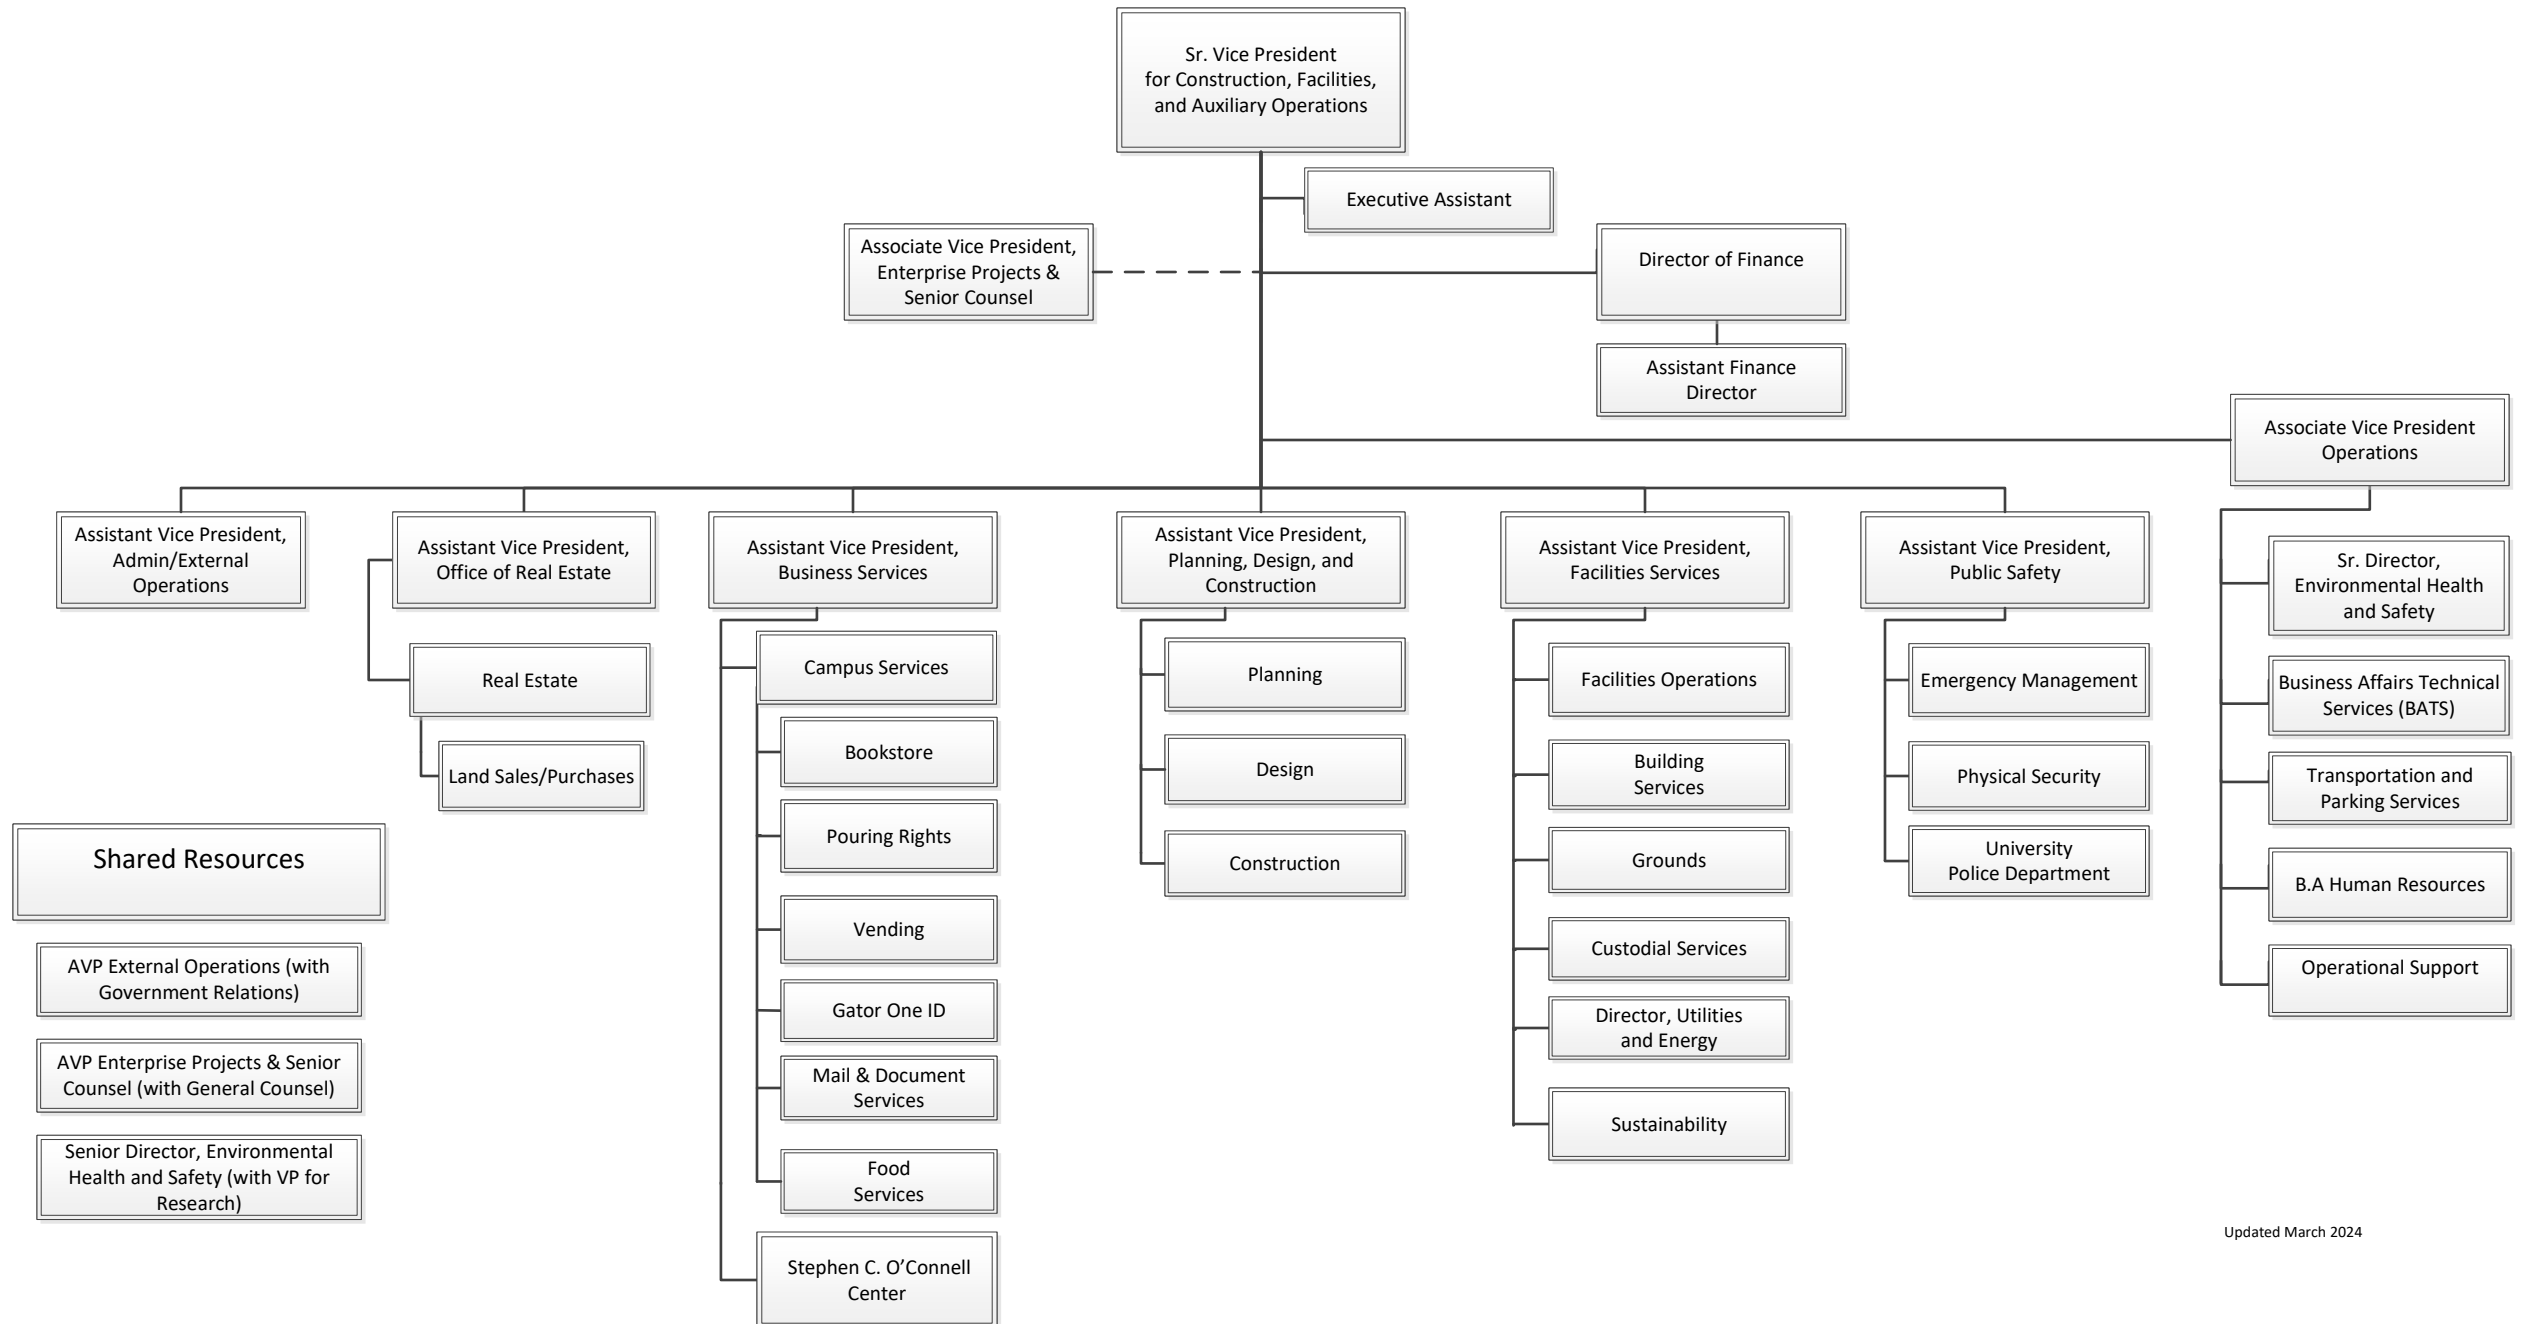 Sr. Vice President
for Construction, Facilities,
and Auxiliary Operations
Executive Assistant
Associate Vice President,
Enterprise Projects &
Senior Counsel
Director of Finance
Assistant Finance
Director
Associate Vice President
Operations
Assistant Vice President,
Admin/External
Operations
Assistant Vice President,
Office of Real Estate
Real Estate
Land Sales/Purchases
Assistant Vice President,
Business Services
Campus Services
Bookstore
Pouring Rights
Vending
Gator One ID
Mail & Document
Services
Food
Services
Stephen C. O’Connell
Center
Assistant Vice President,
Planning, Design, and
Construction
Planning
Design
Construction
Assistant Vice President,
Facilities Services
Facilities Operations
Building
Services
Grounds
Custodial Services
Director, Utilities
and Energy
Sustainability
Assistant Vice President,
Public Safety
Emergency Management
Physical Security
University
Police Department
Sr. Director,
Environmental Health
and Safety
Business Affairs Technical
Services (BATS)
Transportation and
Parking Services
B.A Human Resources
Operational Support
Shared Resources
AVP External Operations (with
Government Relations)
AVP Enterprise Projects & Senior
Counsel (with General Counsel)
Senior Director, Environmental
Health and Safety (with VP for
Research)
Updated March 2024